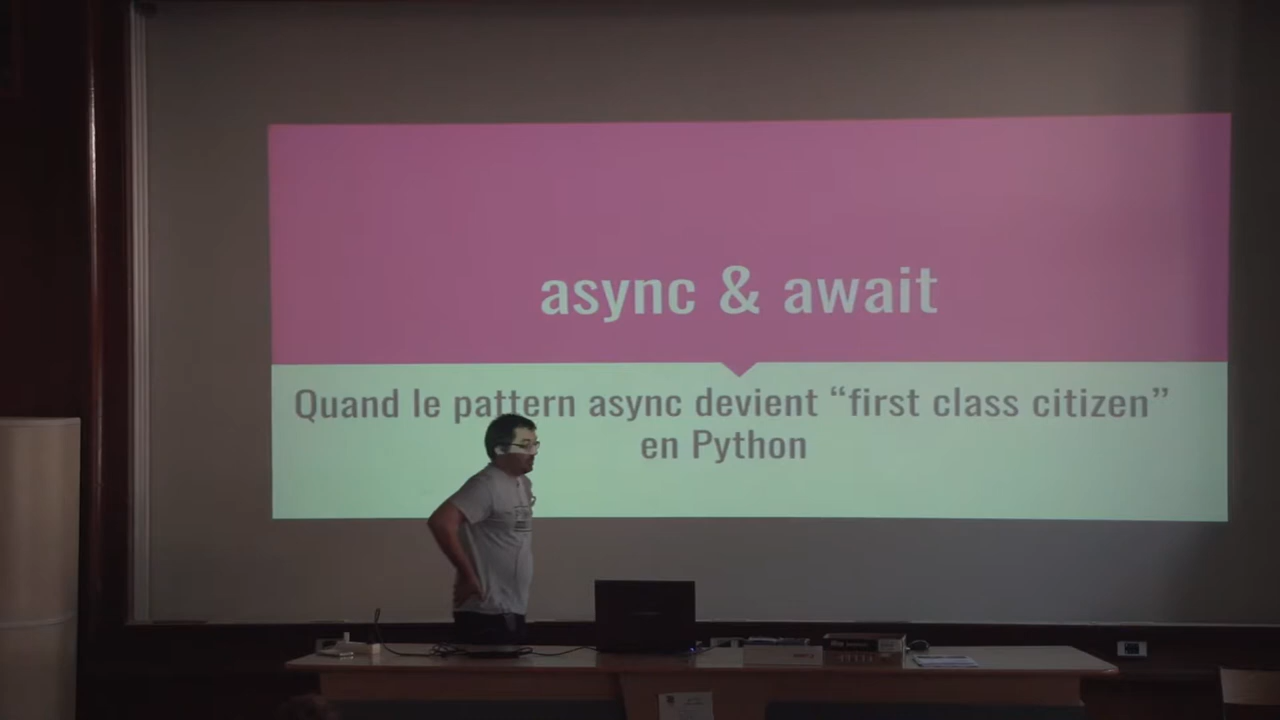 async & await
Quand le pattern async devient “first class citizen”
en Python